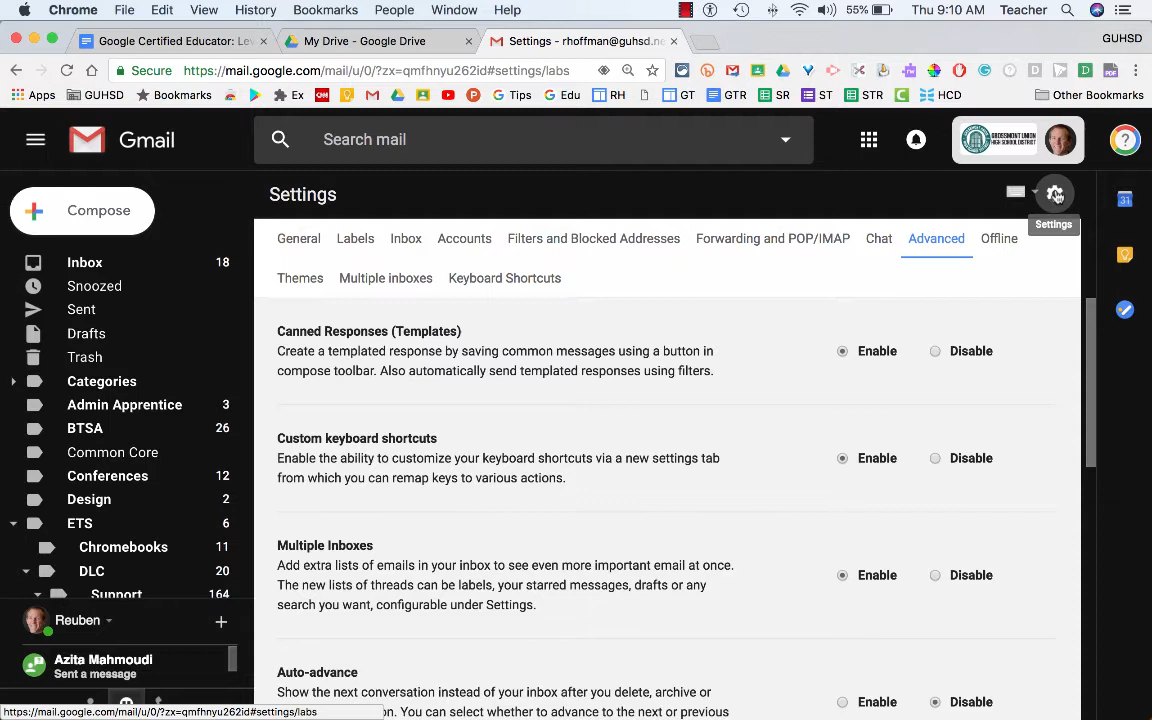 Chrome File Edit View History Bookmarks People Window Help 55% Thu 9:10 AM Teacher
Google Certified Educator: Lev × My Drive - Google Drive × Settings - rhoffman@guhsd.ne × GUHSD
Secure https://mail.google.com/mail/u/0/?zx=qmfhnyu262id#settings/labs
Apps GUHSD Bookmarks Ex CNN Tips Edu RH GT GTR SR ST STR HCD Other Bookmarks
Gmail Search mail GROSSMONT UNION
HIGH SCHOOL DISTRICT
Settings
Settings
Compose
General Labels Inbox Accounts Filters and Blocked Addresses Forwarding and POP/IMAP Chat Advanced Offline
Themes Multiple inboxes Keyboard Shortcuts
Inbox 18
Snoozed
Sent
Drafts
Trash
Categories
Admin Apprentice 3
BTSA 26
Common Core
Conferences 12
Design 2
ETS 6
Chromebooks 11
DLC 20
Support 164
Reuben
Azita Mahmoudi
Sent a message
Canned Responses (Templates)
Create a templated response by saving common messages using a button in
compose toolbar. Also automatically send templated responses using filters.
Enable Disable
Custom keyboard shortcuts
Enable the ability to customize your keyboard shortcuts via a new settings tab
from which you can remap keys to various actions.
Enable Disable
Multiple Inboxes
Add extra lists of emails in your inbox to see even more important email at once.
The new lists of threads can be labels, your starred messages, drafts or any
search you want, configurable under Settings.
Enable Disable
Auto-advance
Show the next conversation instead of your inbox after you delete, archive or
on. You can select whether to advance to the next or previous
Enable Disable
31
https://mail.google.com/mail/u/0/?zx=qmfhnyu262id#settings/labs